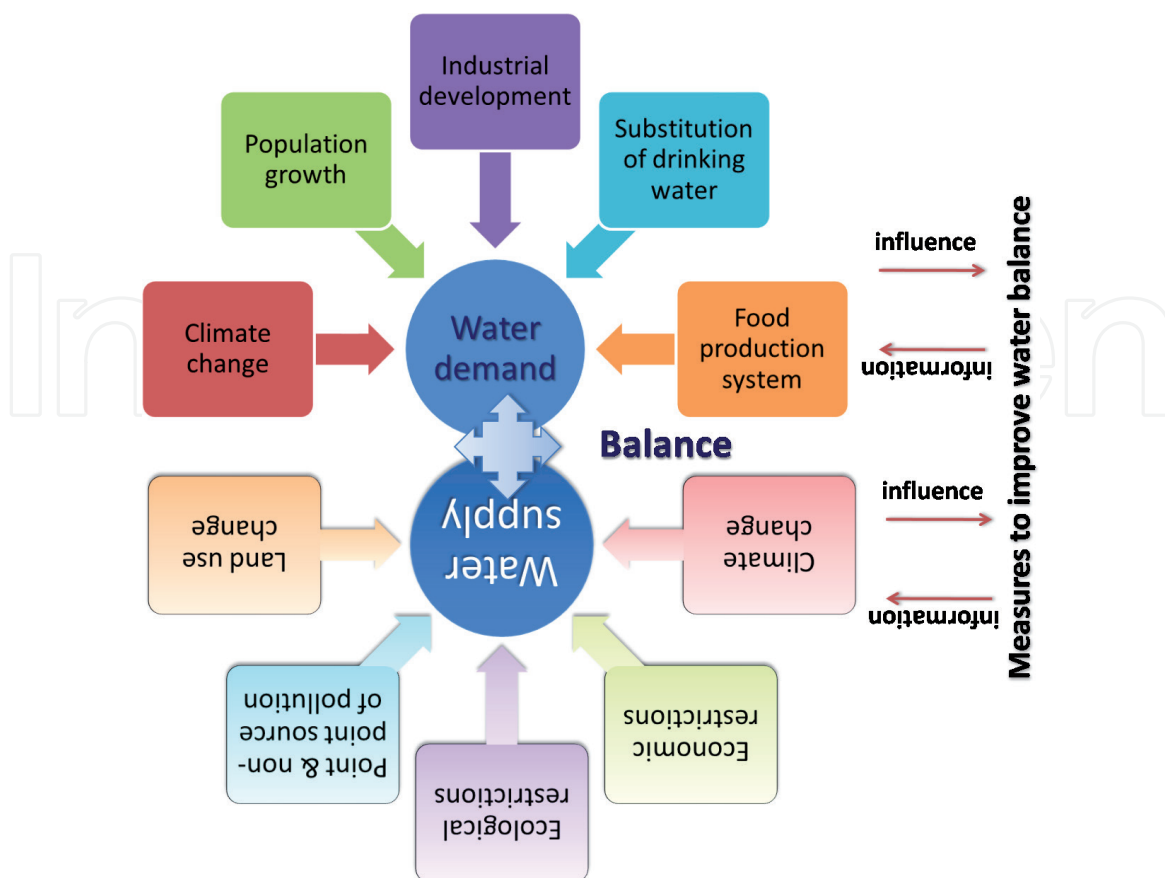 Industrial
development
Population
growth
Substitution
of drinking
water
Climate
change
Water
demand
Food
production
system
influence
information
Measures to improve water balance
Balance
Land use
change
Water
supply
Climate
change
influence
information
Point & non-
point source
of pollution
Ecological
restrictions
Economic
restrictions